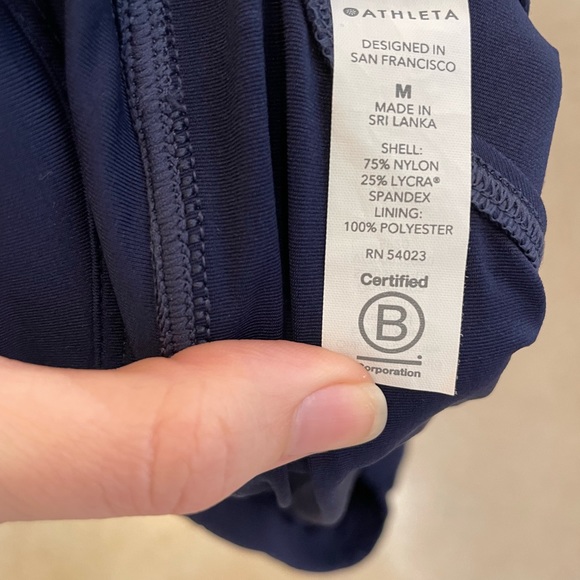 ATHLETA
DESIGNED IN
SAN FRANCISCO
M
MADE IN
SRI LANKA
SHELL:
75% NYLON
25% LYCRA®
SPANDEX
LINING:
100% POLYESTER
RN 54023
Certified
B
Corporation